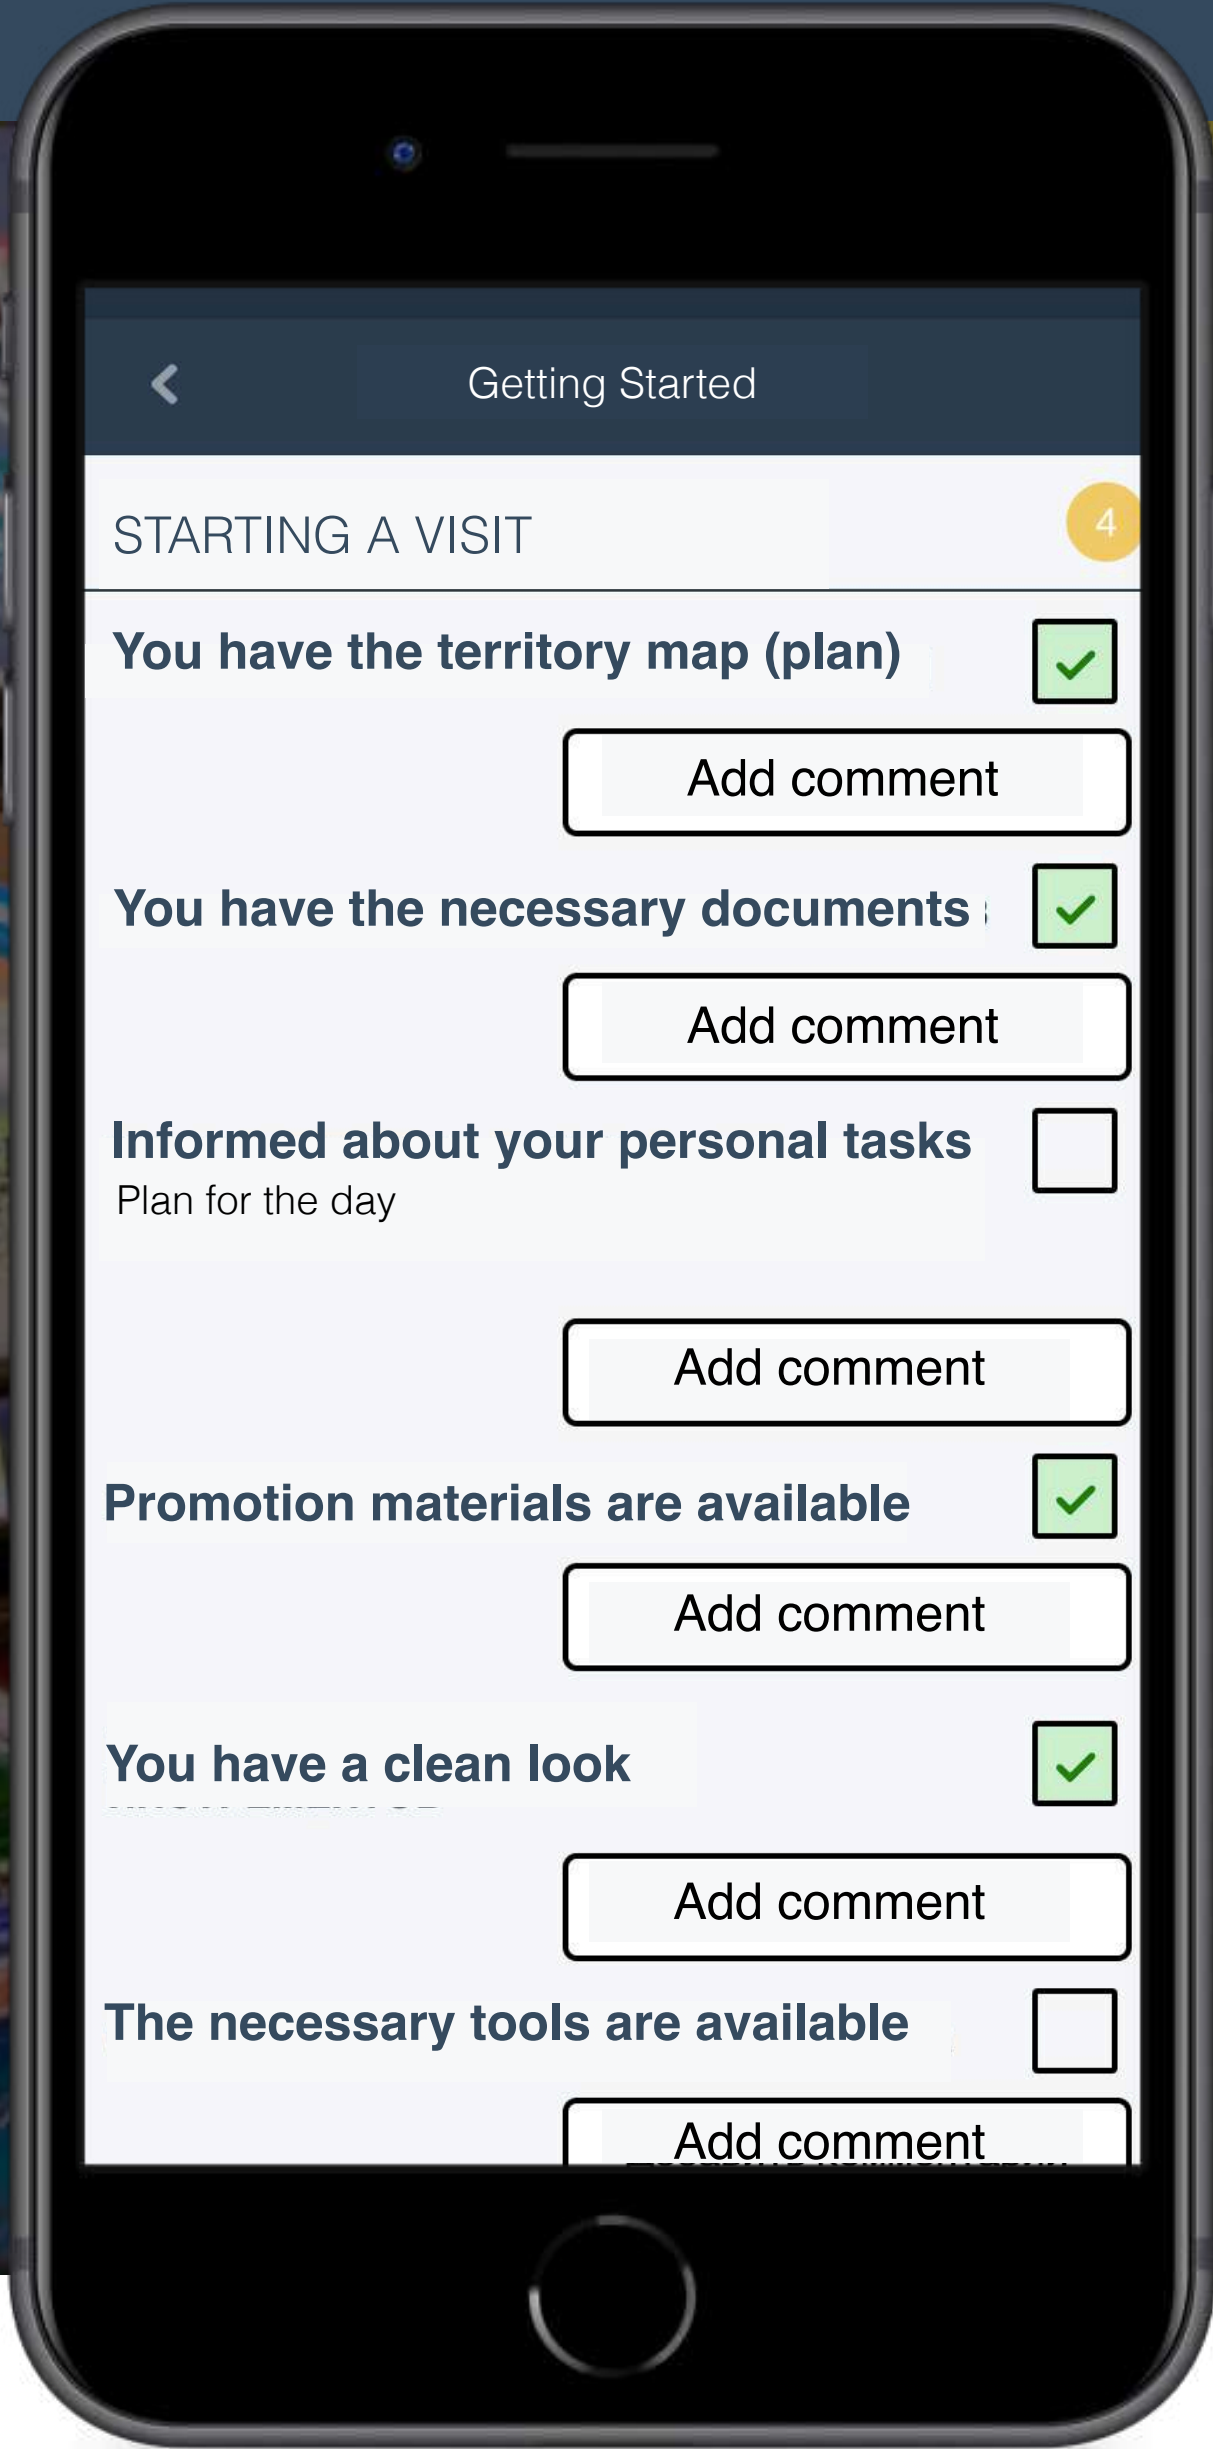 Getting Started
STARTING A VISIT
4
You have the territory map (plan)
Add comment
You have the necessary documents
Add comment
Informed about your personal tasks
Plan for the day
Add comment
Promotion materials are available
Add comment
You have a clean look
Add comment
The necessary tools are available
Add comment